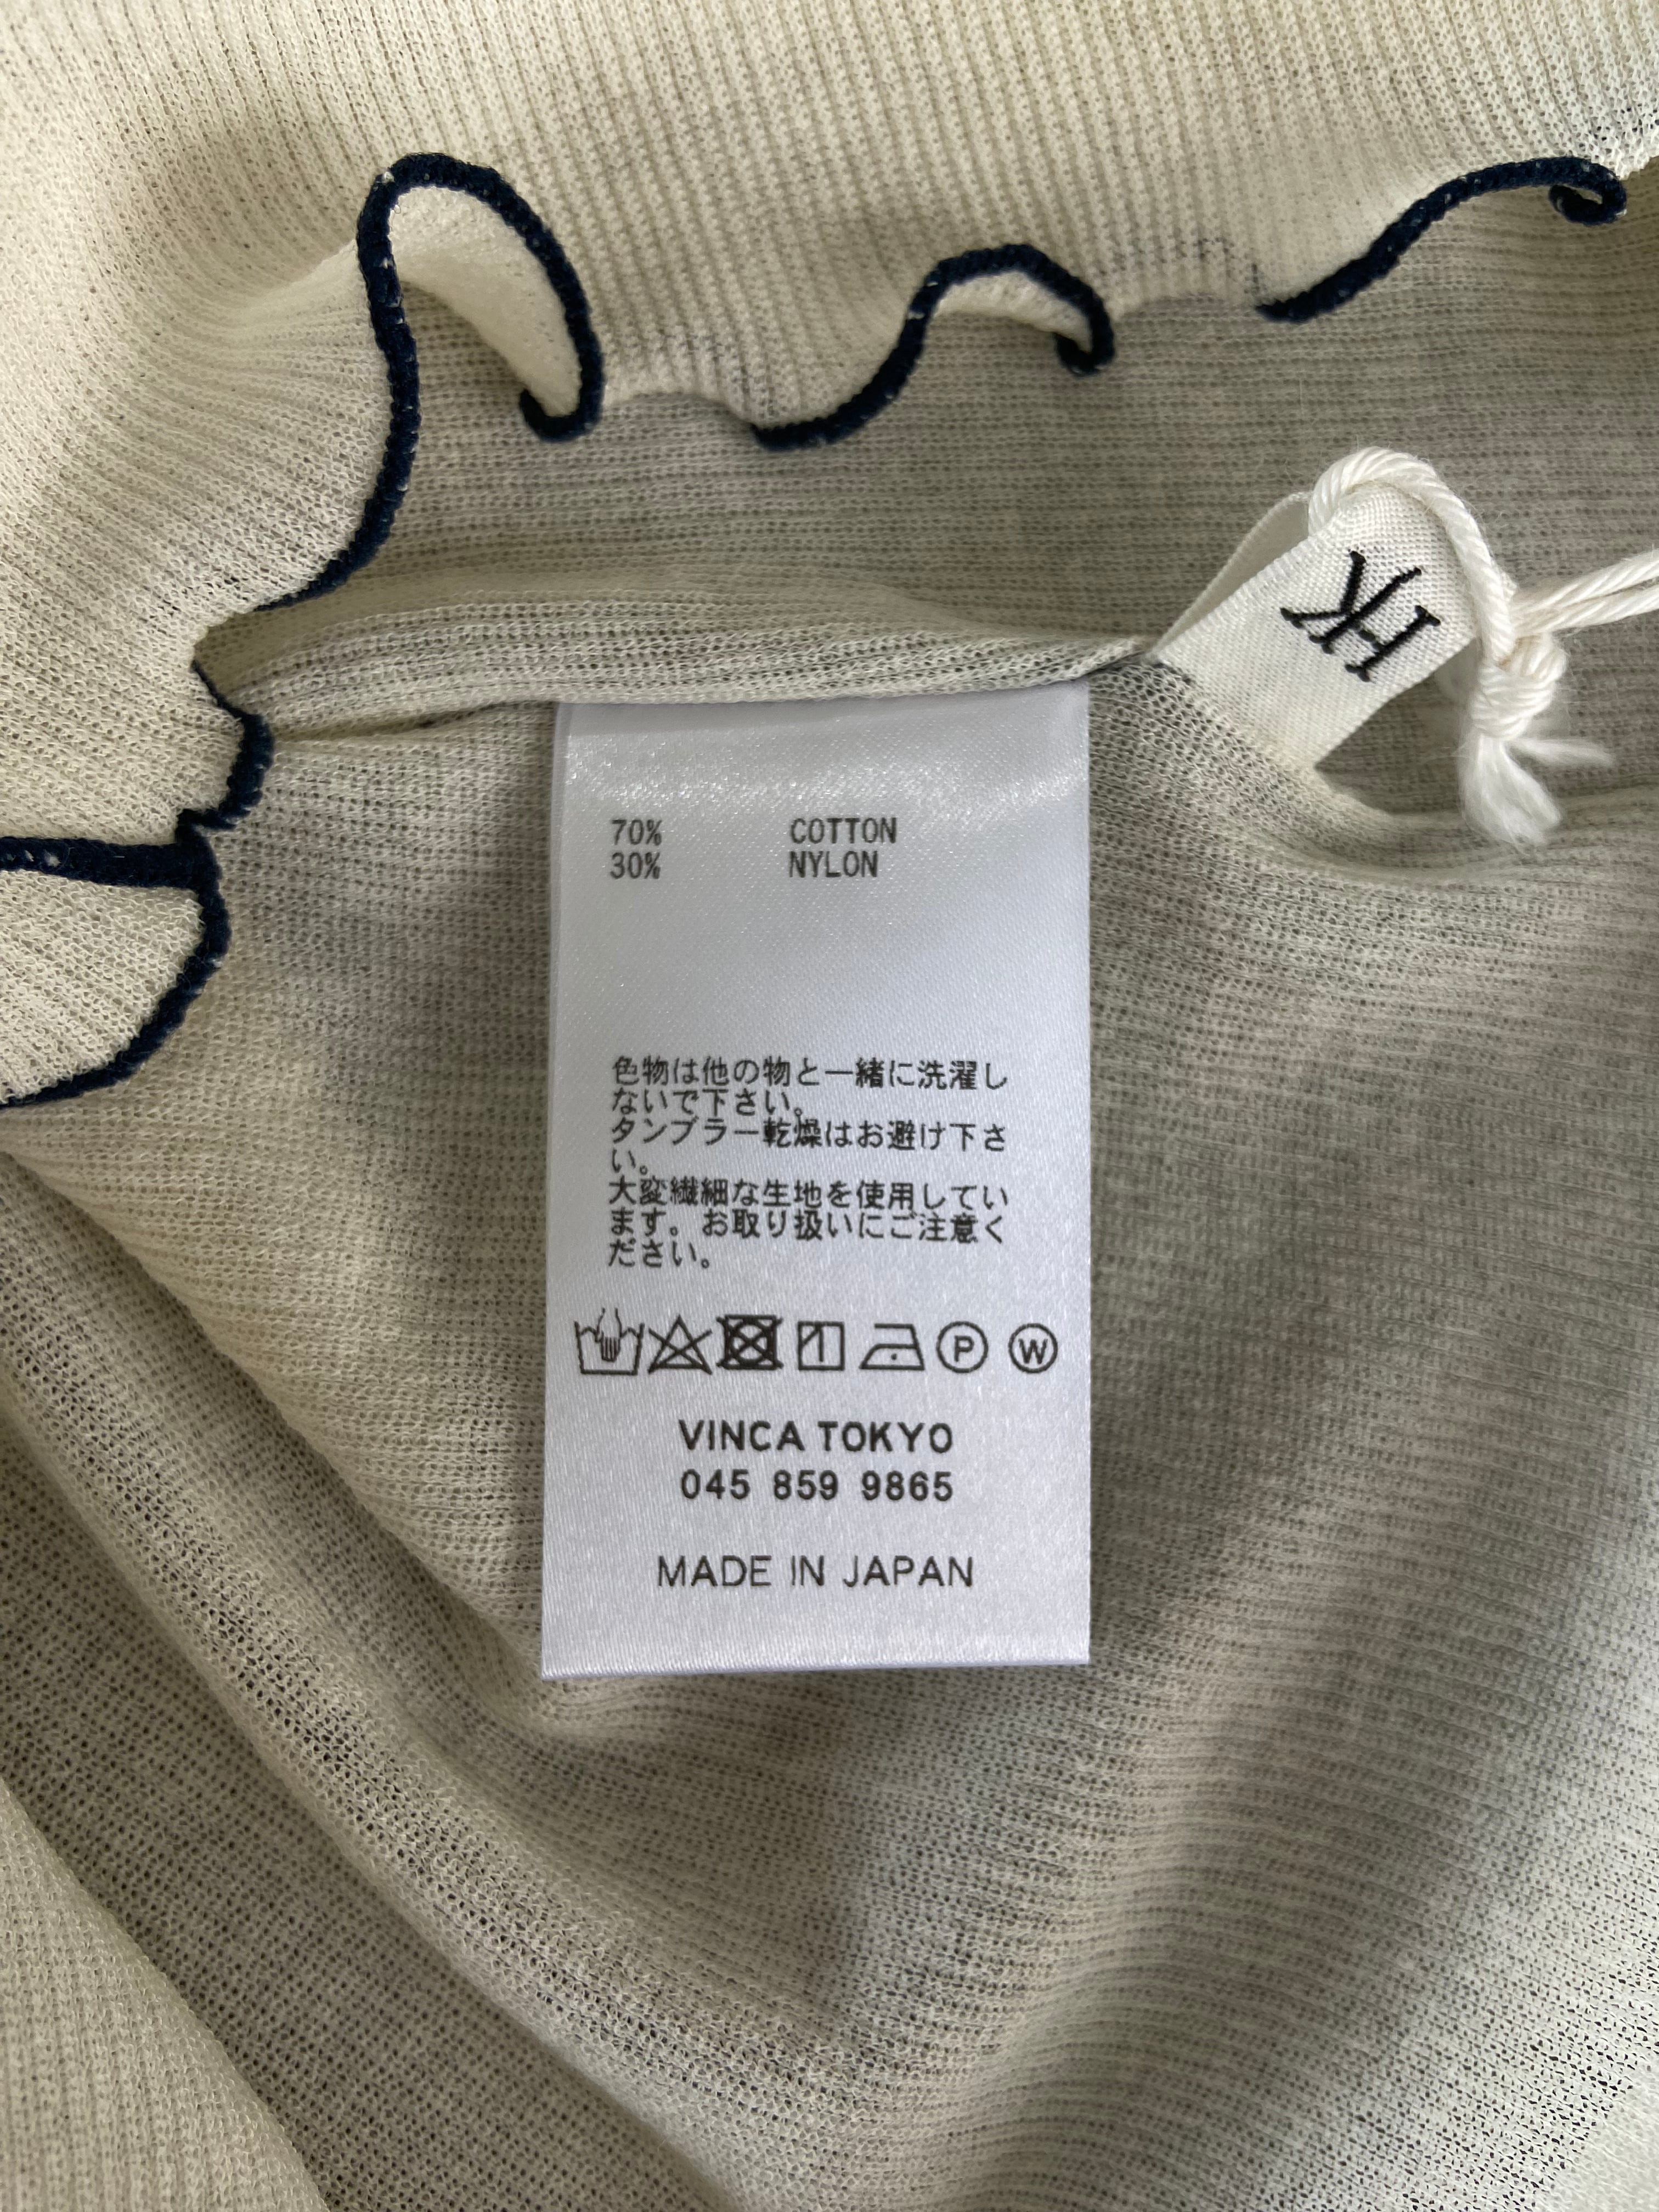 HK
70% COTTON
30% NYLON
色物は他の物と一緒に洗濯し
ないで下さい。
タンブラー乾燥はお避け下さ
い。
大変繊細な生地を使用してい
ます。お取り扱いにご注意く
ださい。
P W
VINCA TOKYO
045 859 9865
MADE IN JAPAN